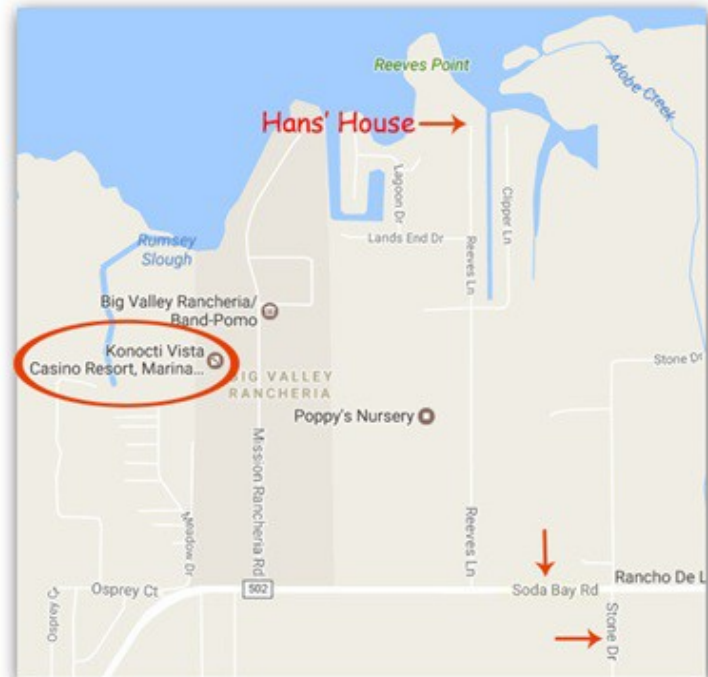 Reeves Point
Adobe Creek
Hans' House
Lagoon Dr
Clipper Ln
Lands End Dr
Reeves Ln
Rumsey
Slough
Big Valley Rancheria/
Band-Pomo
Konocti Vista
Casino Resort, Marina...
BIG VALLEY
RANCHERIA
Stone Dr
Poppy's Nursery
Mission Rancheria Rd
Meadow Dr
Reeves Ln
Osprey Ct
502
Soda Bay Rd
Rancho De L
Osprey Ct
Stone Dr